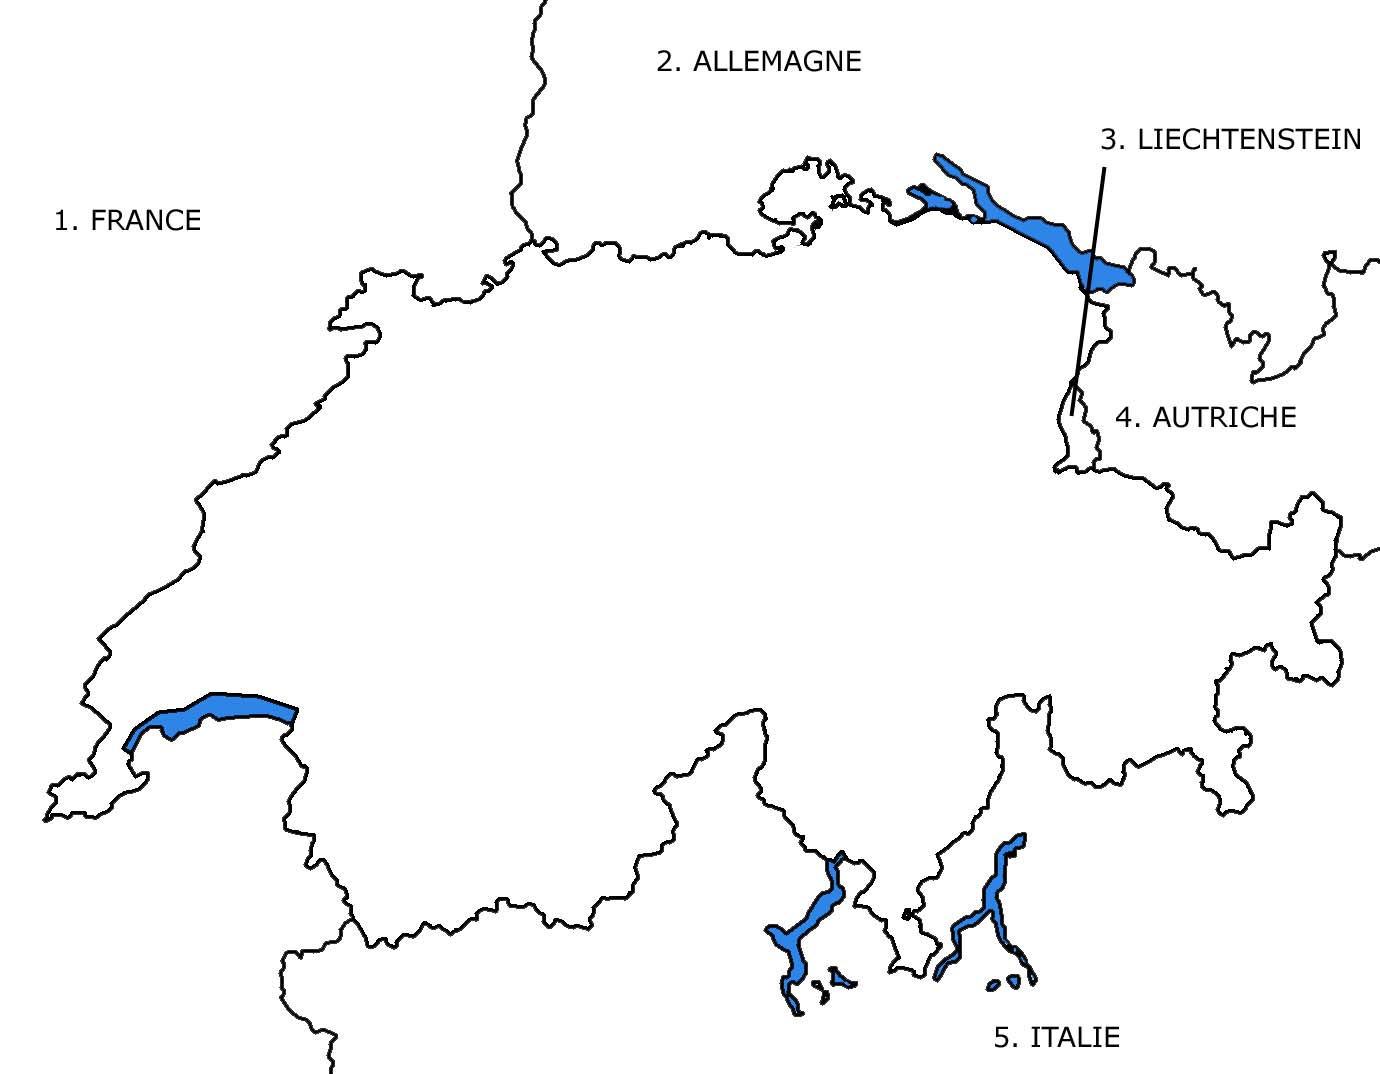 2. ALLEMAGNE
3. LIECHTENSTEIN
1. FRANCE
4. AUTRICHE
5. ITALIE